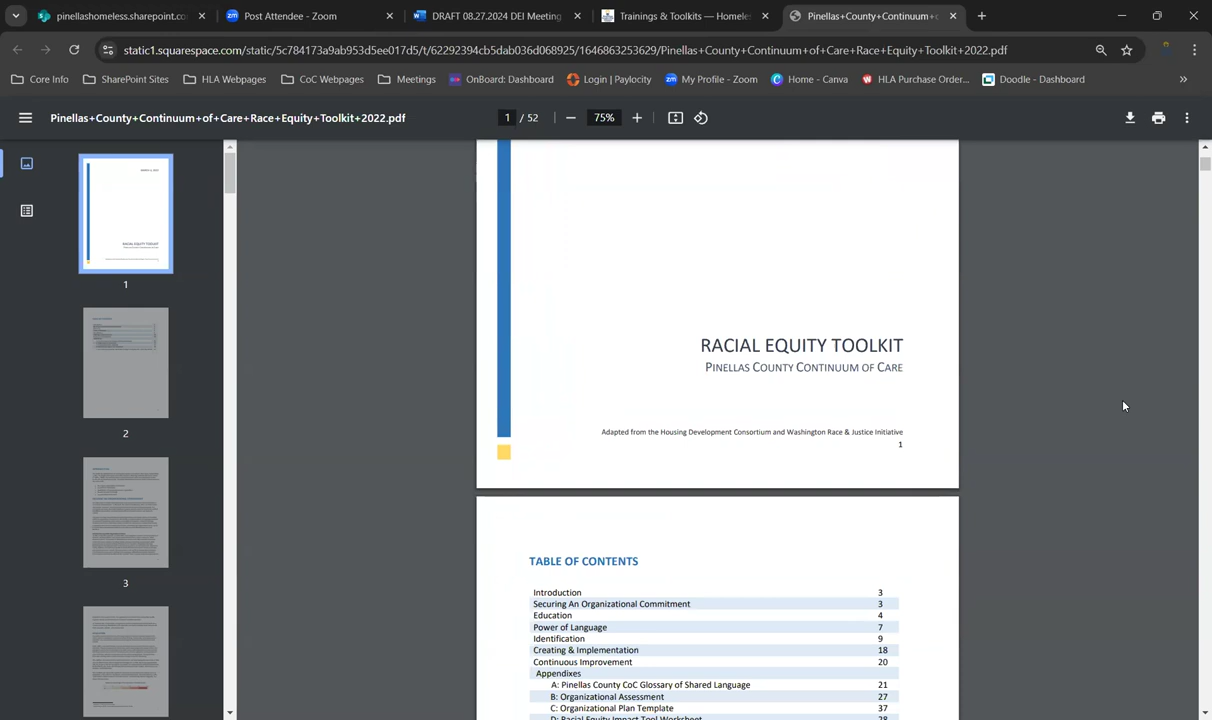 pinellashomeless.sharepoint.co
Post Attendee - Zoom
DRAFT 08.27.2024 DEI Meeting
Trainings & Toolkits — Homeles
Pinellas+County+Continuum+
static1.squarespace.com/static/5c784173a9ab953d5ee017d5/t/62292394cb5dab036d068925/1646863253629/Pinellas+County+Continuum+of+Care+Race+Equity+Toolkit+2022.pdf
Core Info
SharePoint Sites
HLA Webpages
CoC Webpages
Meetings
OnBoard: Dashboard
Login | Paylocity
My Profile - Zoom
Home - Canva
HLA Purchase Order...
Doodle - Dashboard
Pinellas+County+Continuum+of+Care+Race+Equity+Toolkit+2022.pdf
1 / 52
75%
1
2
3
RACIAL EQUITY TOOLKIT
PINELLAS COUNTY CONTINUUM OF CARE
Adapted from the Housing Development Consortium and Washington Race & Justice Initiative
1
TABLE OF CONTENTS
Introduction 3
Securing An Organizational Commitment 3
Education 4
Power of Language 7
Identification 9
Creating & Implementation 18
Continuous Improvement 20
Appendixes
A: Pinellas County CoC Glossary of Shared Language 21
B: Organizational Assessment 27
C: Organizational Plan Template 37
D: Racial Equity Impact Tool Worksheet 28